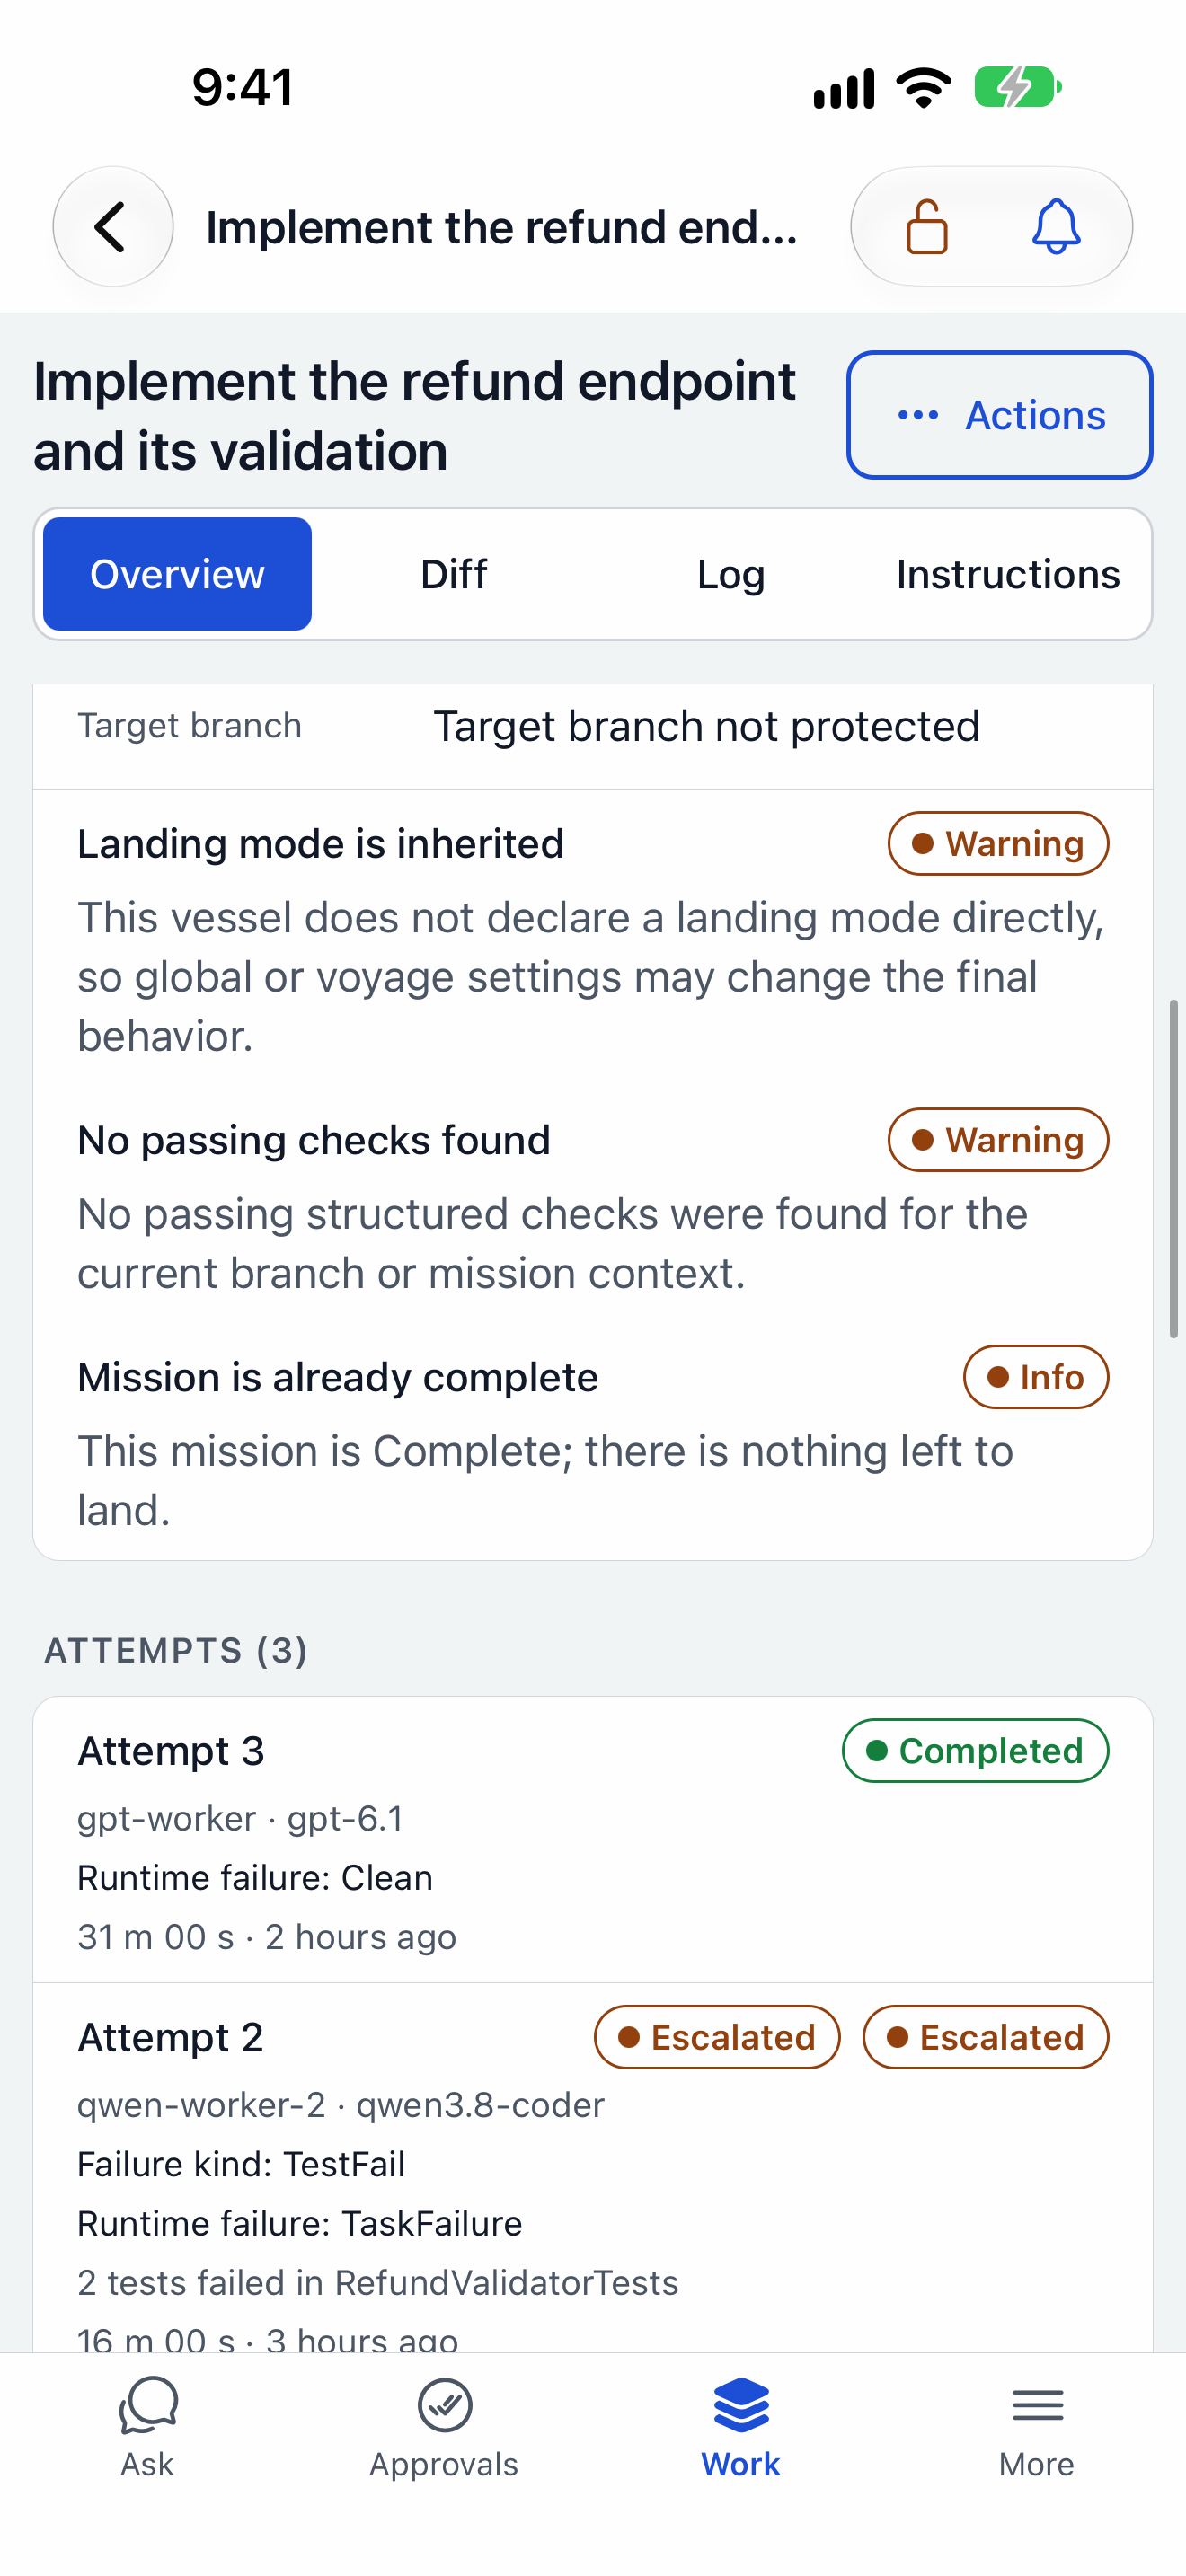 9:41
Implement the refund end...
Implement the refund endpoint
and its validation
Actions
Overview
Diff
Log
Instructions
Target branch
Target branch not protected
Landing mode is inherited
Warning
This vessel does not declare a landing mode directly,
so global or voyage settings may change the final
behavior.
No passing checks found
Warning
No passing structured checks were found for the
current branch or mission context.
Mission is already complete
Info
This mission is Complete; there is nothing left to
land.
ATTEMPTS (3)
Attempt 3
Completed
gpt-worker · gpt-6.1
Runtime failure: Clean
31 m 00 s · 2 hours ago
Attempt 2
Escalated
Escalated
qwen-worker-2 · qwen3.8-coder
Failure kind: TestFail
Runtime failure: TaskFailure
2 tests failed in RefundValidatorTests
16 m 00 s · 3 hours ago
Ask
Approvals
Work
More